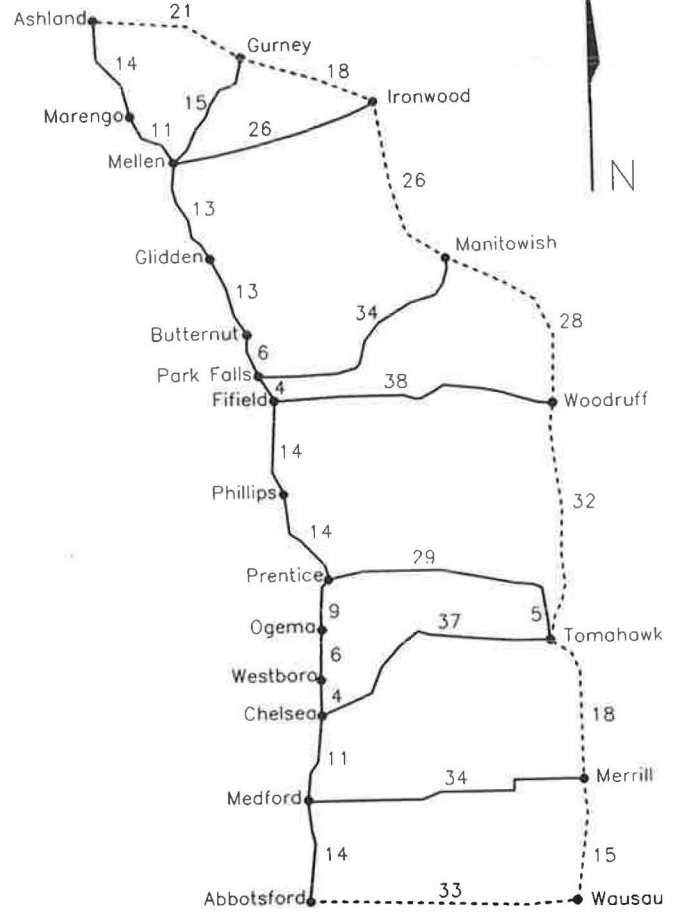 Ashland
21
Gurney
14
18
Ironwood
15
Marengo
26
11
Mellen
N
26
13
Manitowish
Glidden
13
34
28
Butternut
6
Park Falls
4
38
Fifield
Woodruff
14
Phillips
32
14
29
Prentice
9
5
37
Ogema
Tomahawk
6
Westboro
4
Chelsea
18
11
34
Merrill
Medford
14
15
33
Abbotsford
Wausau